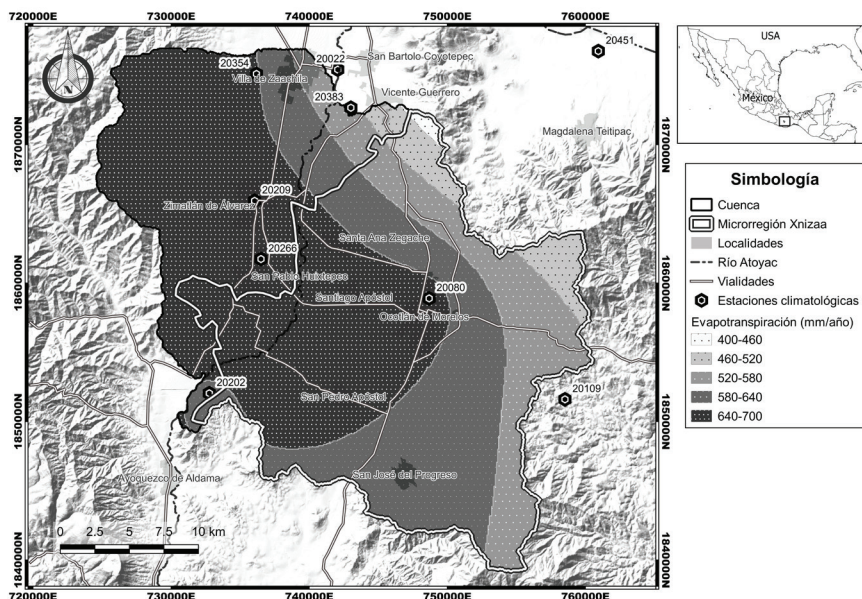 720000E
730000E
740000E
750000E
760000E
1870000N
1860000N
1850000N
1840000N
20354
20022
20451
San Bartolo Coyotepec
Villa de Zaachila
20383
Vicente Guerrero
Magdalena Teitipac
20209
Zimatlán de Álvarez
Santa Ana Zegache
20266
San Pablo Huixtepec
20080
Santiago Apóstol
Ocotlán de Morelos
20202
San Pedro Apóstol
20109
Ayoquezco de Aldama
San José del Progreso
0 2.5 5 7.5 10 km
1870000N
1860000N
1850000N
1840000N
720000E
730000E
740000E
750000E
760000E
USA
México
Simbología
Cuenca
Microrregión Xnizaa
Localidades
Río Atoyac
Vialidades
Estaciones climatológicas
Evapotranspiración (mm/año)
400-460
460-520
520-580
580-640
640-700